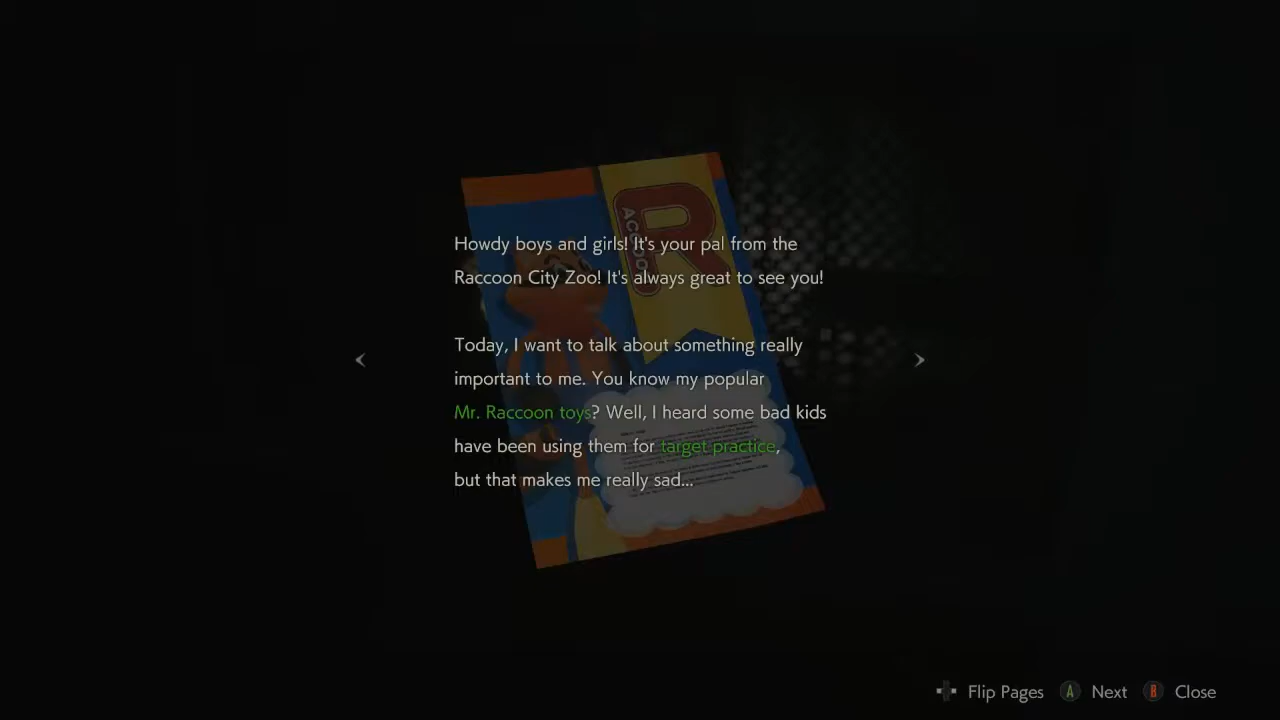 Howdy boys and girls! It's your pal from the
Raccoon City Zoo! It's always great to see you!
Today, I want to talk about something really
important to me. You know my popular
Mr. Raccoon toys? Well, I heard some bad kids
have been using them for target practice,
but that makes me really sad...
RACCOON
Flip Pages A Next B Close